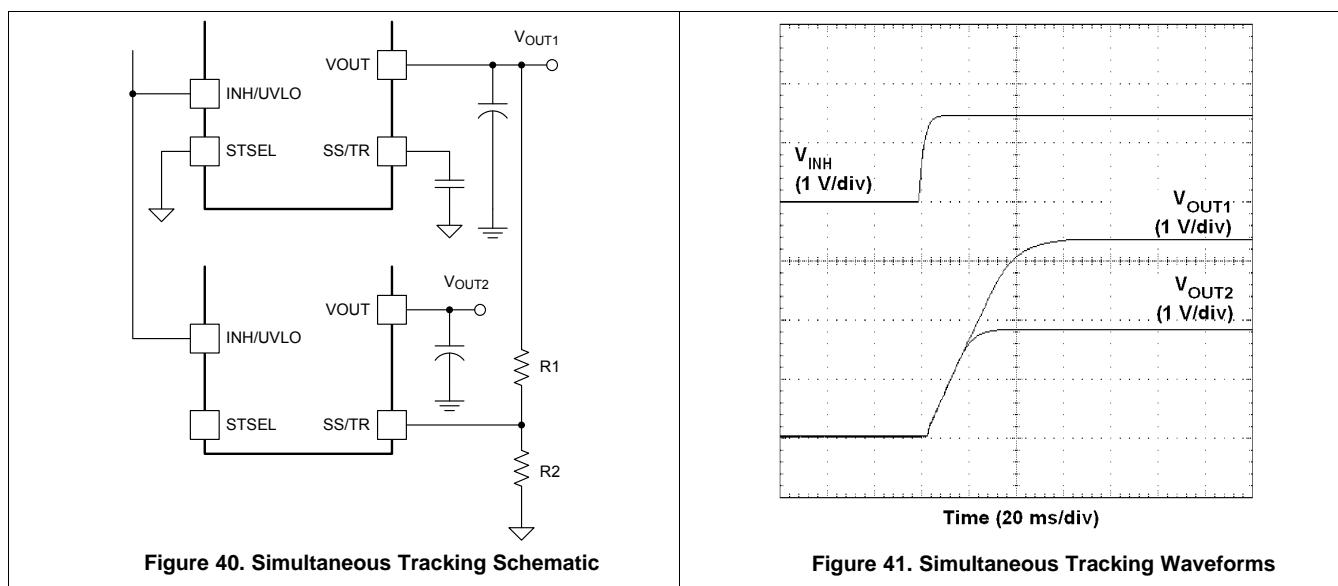 VOUT1
VOUT
INH/UVLO
STSEL
SS/TR
VOUT2
VOUT
INH/UVLO
R1
STSEL
SS/TR
R2
Figure 40. Simultaneous Tracking Schematic
VINH
(1 V/div)
VOUT1
(1 V/div)
VOUT2
(1 V/div)
Time (20 ms/div)
Figure 41. Simultaneous Tracking Waveforms